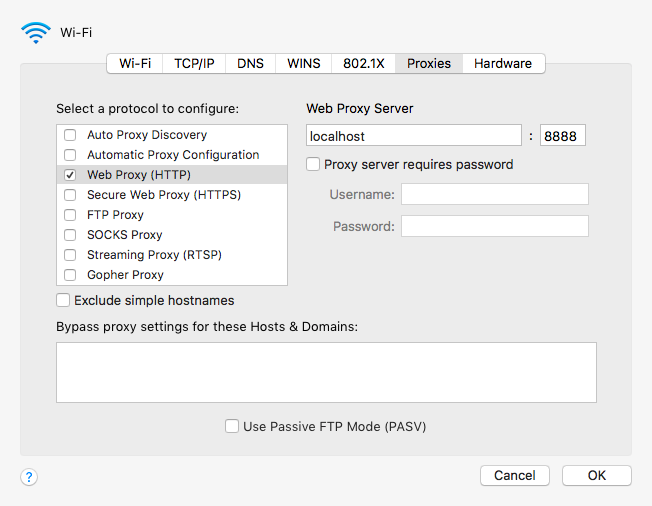 Wi-Fi
Wi-Fi TCP/IP DNS WINS 802.1X Proxies Hardware
Select a protocol to configure:
Auto Proxy Discovery
Automatic Proxy Configuration
Web Proxy (HTTP)
Secure Web Proxy (HTTPS)
FTP Proxy
SOCKS Proxy
Streaming Proxy (RTSP)
Gopher Proxy
Exclude simple hostnames
Web Proxy Server
localhost : 8888
Proxy server requires password
Username:
Password:
Bypass proxy settings for these Hosts & Domains:
Use Passive FTP Mode (PASV)
? Cancel OK